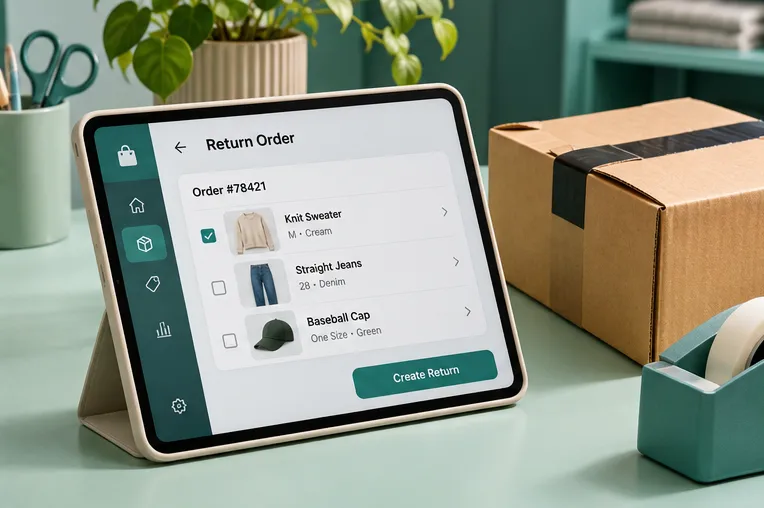 Return Order
Order #78421
Knit Sweater
M • Cream
Straight Jeans
28 • Denim
Baseball Cap
One Size • Green
Create Return